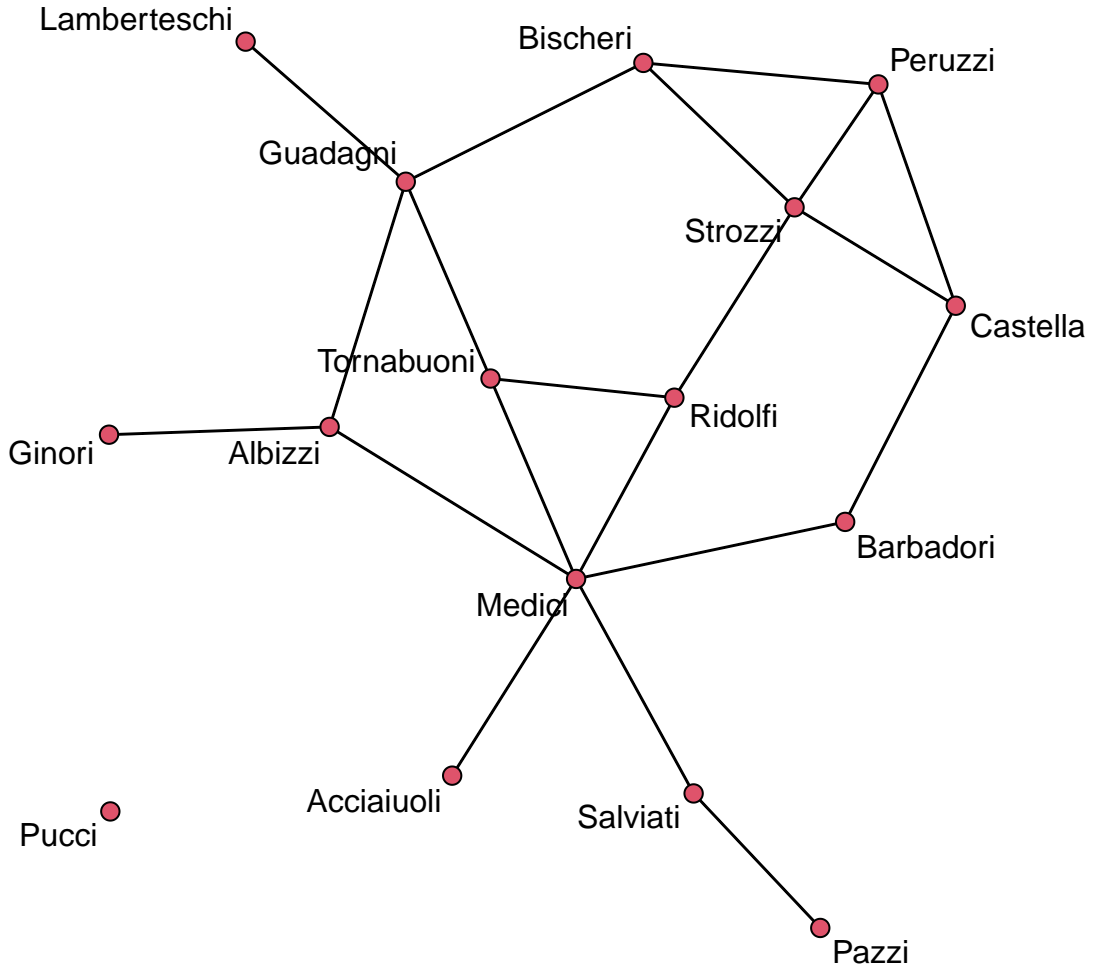 Lamberteschi
Bischeri
Peruzzi
Guadagni
Strozzi
Castella
Tornabuoni
Ridolfi
Ginori
Albizzi
Barbadori
Medici
Acciaiuoli
Salviati
Pucci
Pazzi